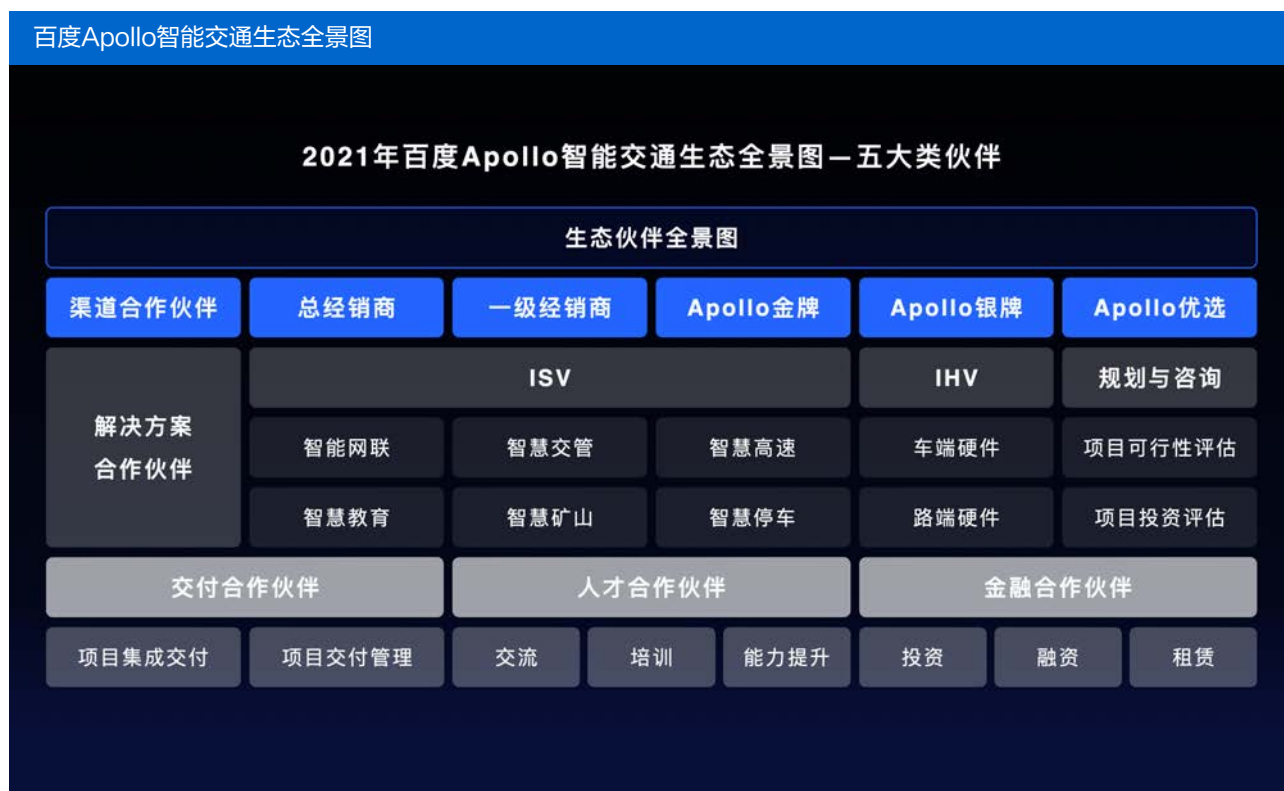 百度Apollo智能交通生态全景图
2021年百度Apollo智能交通生态全景图—五大类伙伴
生态伙伴全景图
渠道合作伙伴
总经销商
一级经销商
Apollo金牌
Apollo银牌
Apollo优选
解决方案
合作伙伴
ISV
IHV
规划与咨询
智能网联
智慧交管
智慧高速
车端硬件
项目可行性评估
智慧教育
智慧矿山
智慧停车
路端硬件
项目投资评估
交付合作伙伴
人才合作伙伴
金融合作伙伴
项目集成交付
项目交付管理
交流
培训
能力提升
投资
融资
租赁